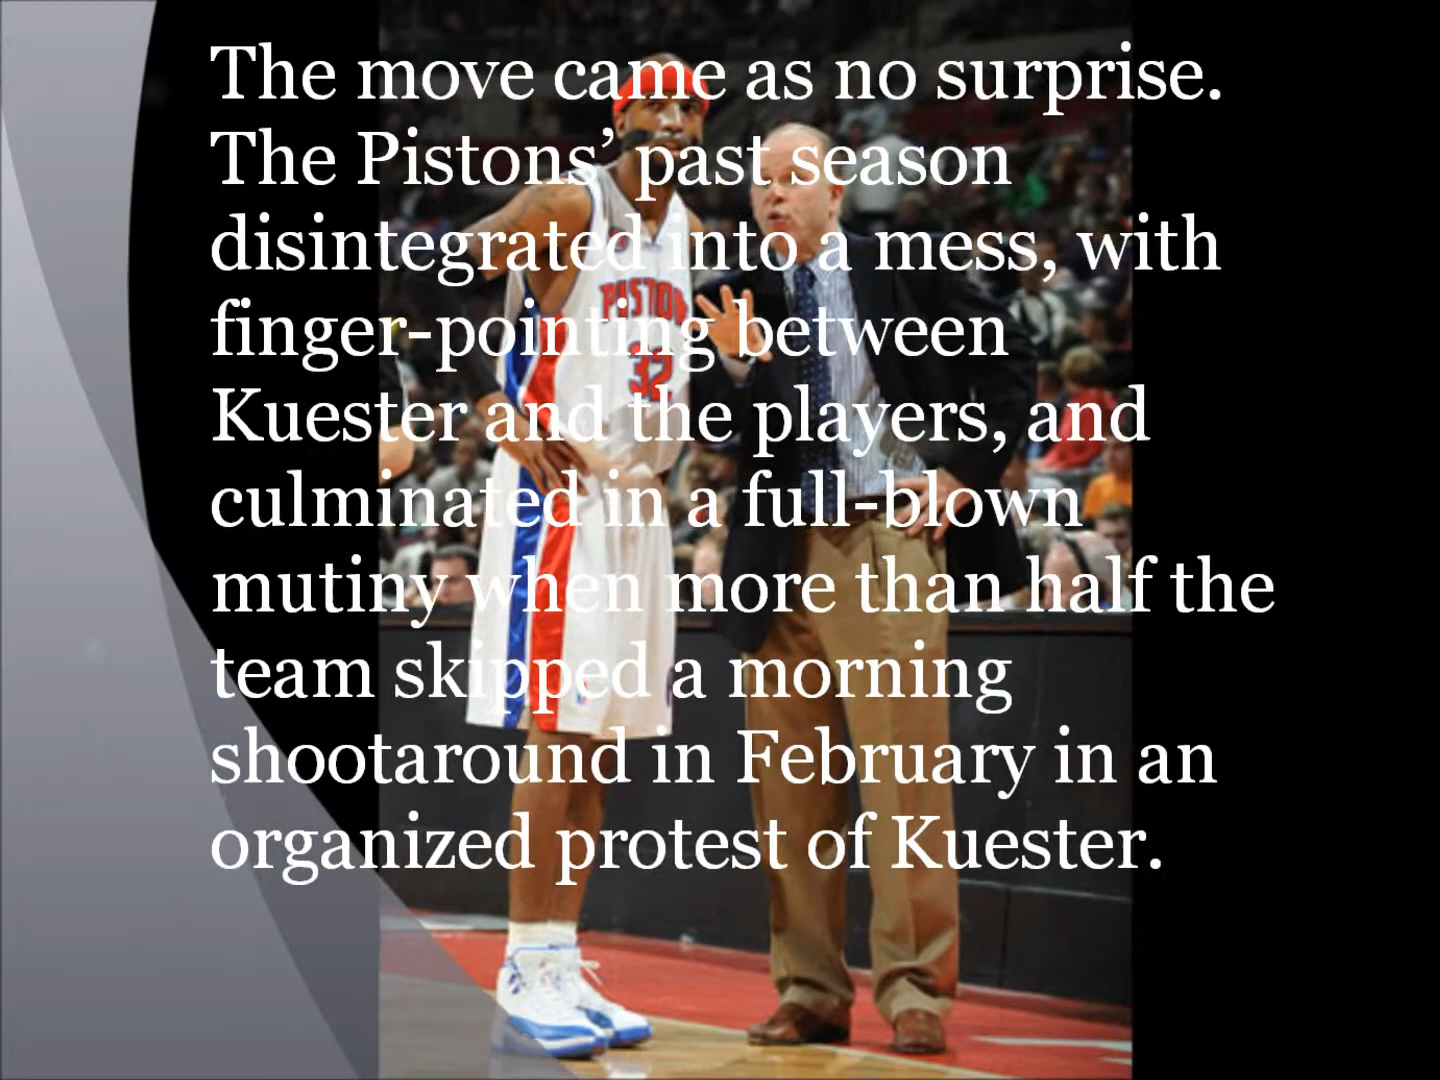 The move came as no surprise.
The Pistons’ past season
disintegrated into a mess, with
finger-pointing between
Kuester and the players, and
culminated in a full-blown
mutiny when more than half the
team skipped a morning
shootaround in February in an
organized protest of Kuester.
PISTON
32